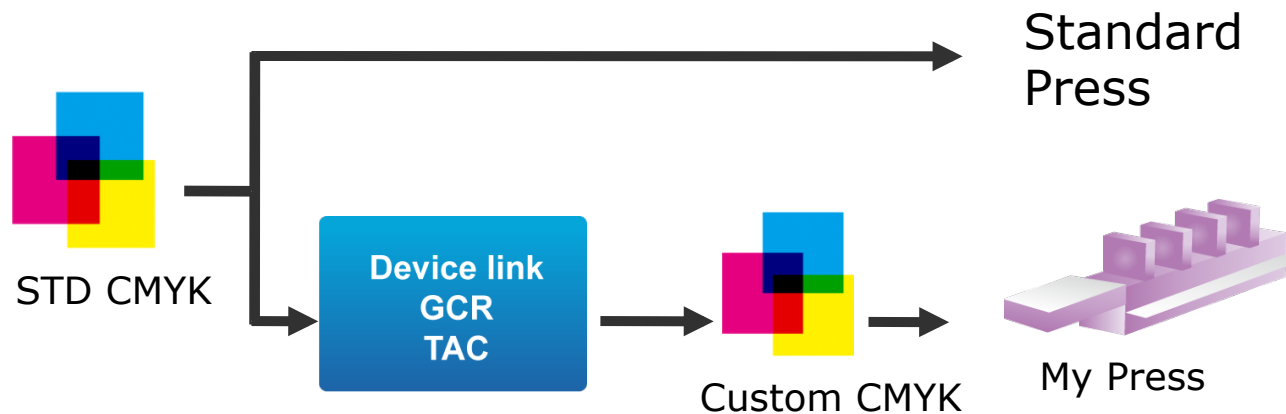 Standard
Press
STD CMYK
Device link
GCR
TAC
Custom CMYK
My Press